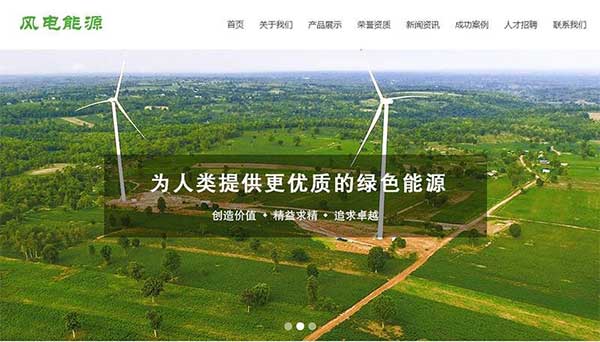 风电能源
首页 关于我们 产品展示 荣誉资质 新闻资讯 成功案例 人才招聘 联系我们
为人类提供更优质的绿色能源
创造价值 + 精益求精 + 追求卓越